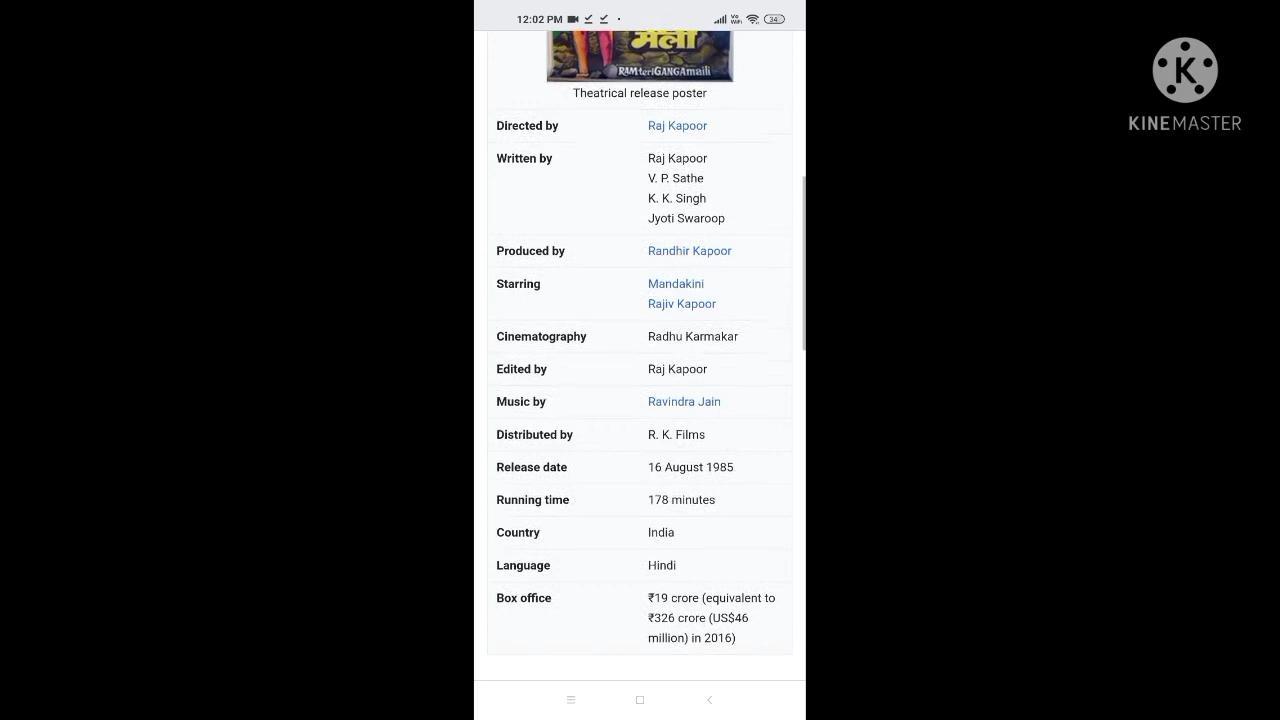 12:02 PM
Vo
WiFi
34
मैली
RAM teri GANGA maili
Theatrical release poster
Directed by Raj Kapoor
Written by Raj Kapoor
V. P. Sathe
K. K. Singh
Jyoti Swaroop
Produced by Randhir Kapoor
Starring Mandakini
Rajiv Kapoor
Cinematography Radhu Karmakar
Edited by Raj Kapoor
Music by Ravindra Jain
Distributed by R. K. Films
Release date 16 August 1985
Running time 178 minutes
Country India
Language Hindi
Box office ₹19 crore (equivalent to
₹326 crore (US$46
million) in 2016)
K
KINEMASTER